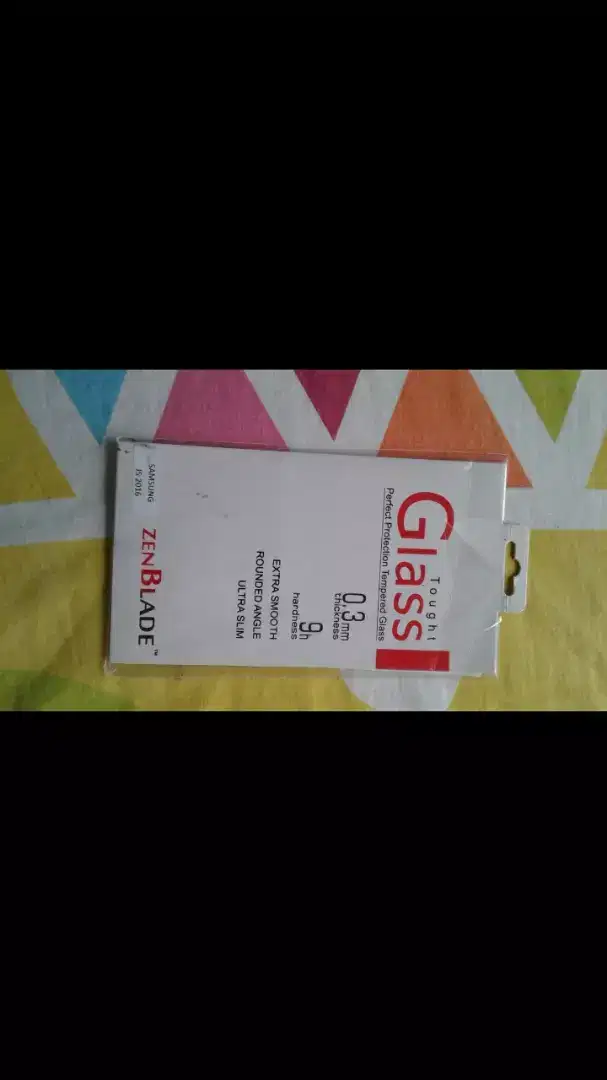 Tought
Glass
Perfect Protection Tempered Glass
0,3mm
thickness
9h
hardness
EXTRA SMOOTH
ROUNDED ANGLE
ULTRA SLIM
SAMSUNG
J5 2016
ZENBLADE™